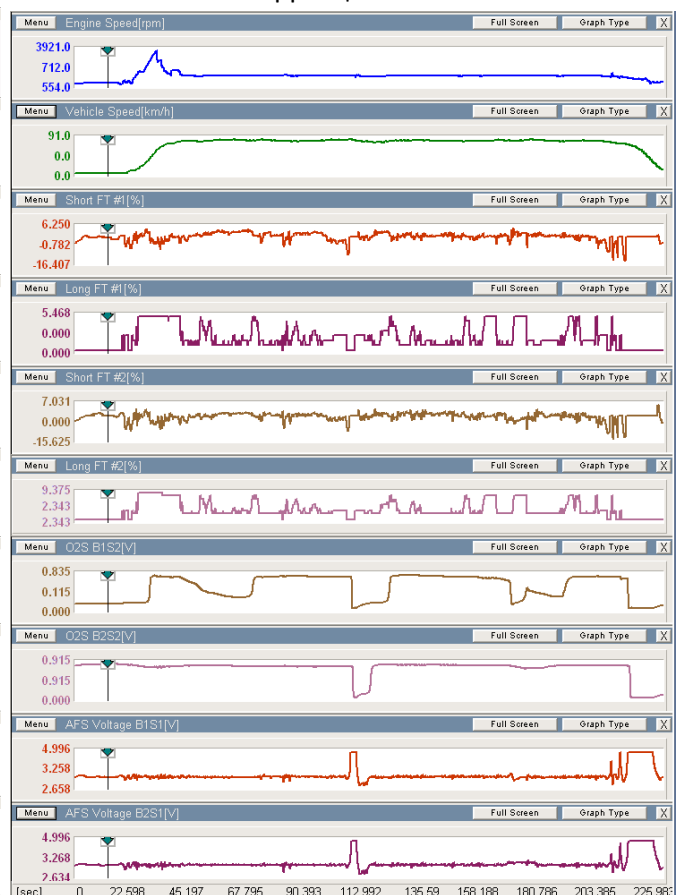 Menu Engine Speed[rpm] Full Screen Graph Type X
3921.0
712.0
554.0
Menu Vehicle Speed[km/h] Full Screen Graph Type X
91.0
0.0
0.0
Menu Short FT #1[%] Full Screen Graph Type X
6.250
-0.782
-16.407
Menu Long FT #1[%] Full Screen Graph Type X
5.468
0.000
0.000
Menu Short FT #2[%] Full Screen Graph Type X
7.031
0.000
-15.625
Menu Long FT #2[%] Full Screen Graph Type X
9.375
2.343
2.343
Menu O2S B1S2[V] Full Screen Graph Type X
0.835
0.115
0.000
Menu O2S B2S2[V] Full Screen Graph Type X
0.915
0.915
0.000
Menu AFS Voltage B1S1[V] Full Screen Graph Type X
4.996
3.258
2.658
Menu AFS Voltage B2S1[V] Full Screen Graph Type X
4.996
3.268
2.634
[sec] 0 22.598 45.197 67.795 90.393 112.992 135.59 158.188 180.786 203.385 225.983